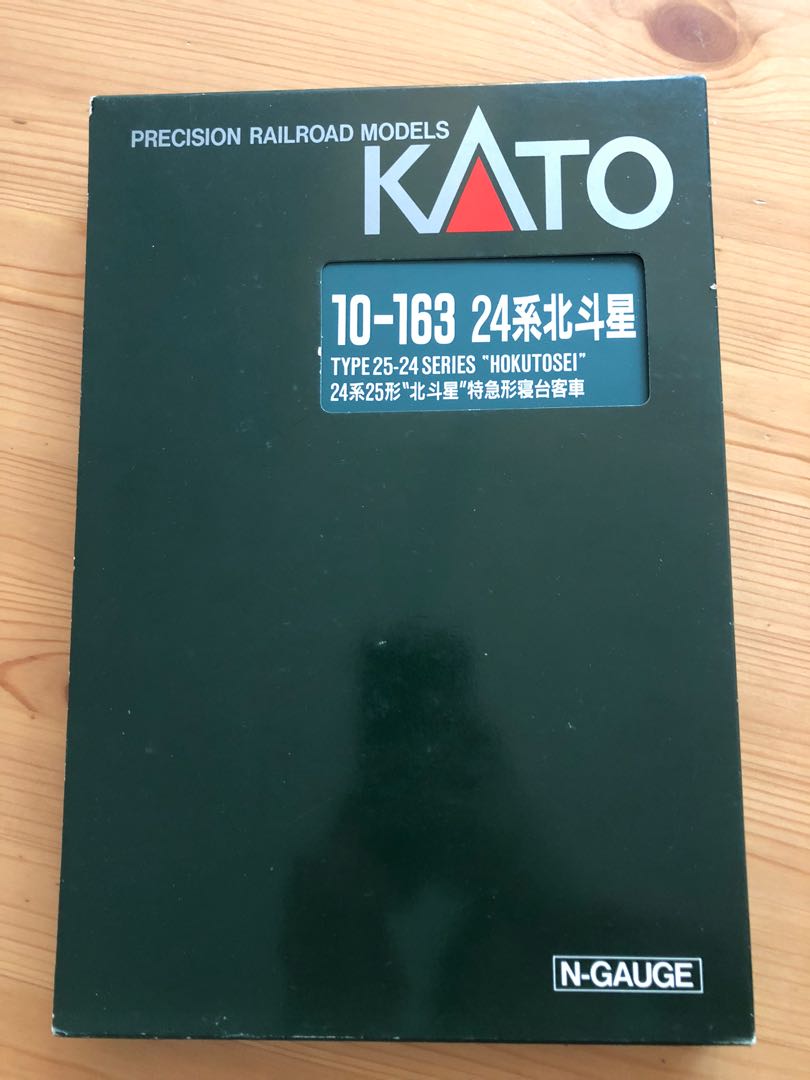 PRECISION RAILROAD MODELS
KATO
10-163 24系北斗星
TYPE 25-24 SERIES "HOKUTOSEI"
24系25形"北斗星"特急形寝台客車
N-GAUGE